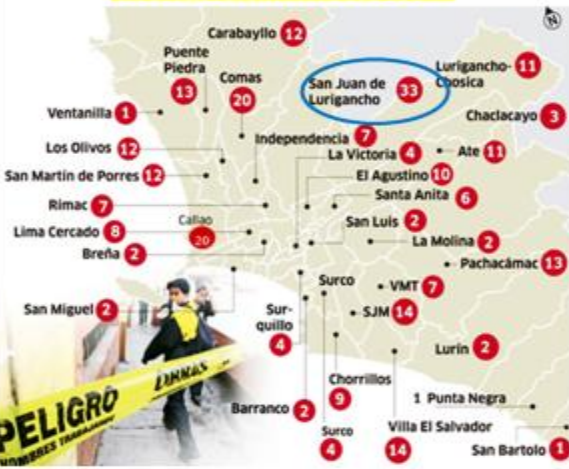 Carabayllo 12
Puente
Piedra
13
Comas
20
San Juan de
Lurigancho 33
Lurigancho-
Chosica
11
Chaclacayo 3
Ventanilla 1
Independencia 7
Los Olivos 12
La Victoria 4
Ate 11
San Martín de Porres 12
El Agustino 10
Santa Anita 6
Rimac 7
Callao
20
San Luis 2
Lima Cercado 8
La Molina 2
Breña 2
Pachacámac 13
San Miguel 2
Surco
VMT 7
Sur-
quillo
4
SJM 14
Lurín 2
Chorrillos
9
Barranco 2
1 Punta Negra
Surco
4
Villa El Salvador
14
San Bartolo 1
N
PELIGRO
HOMBRES TRABAJANDO